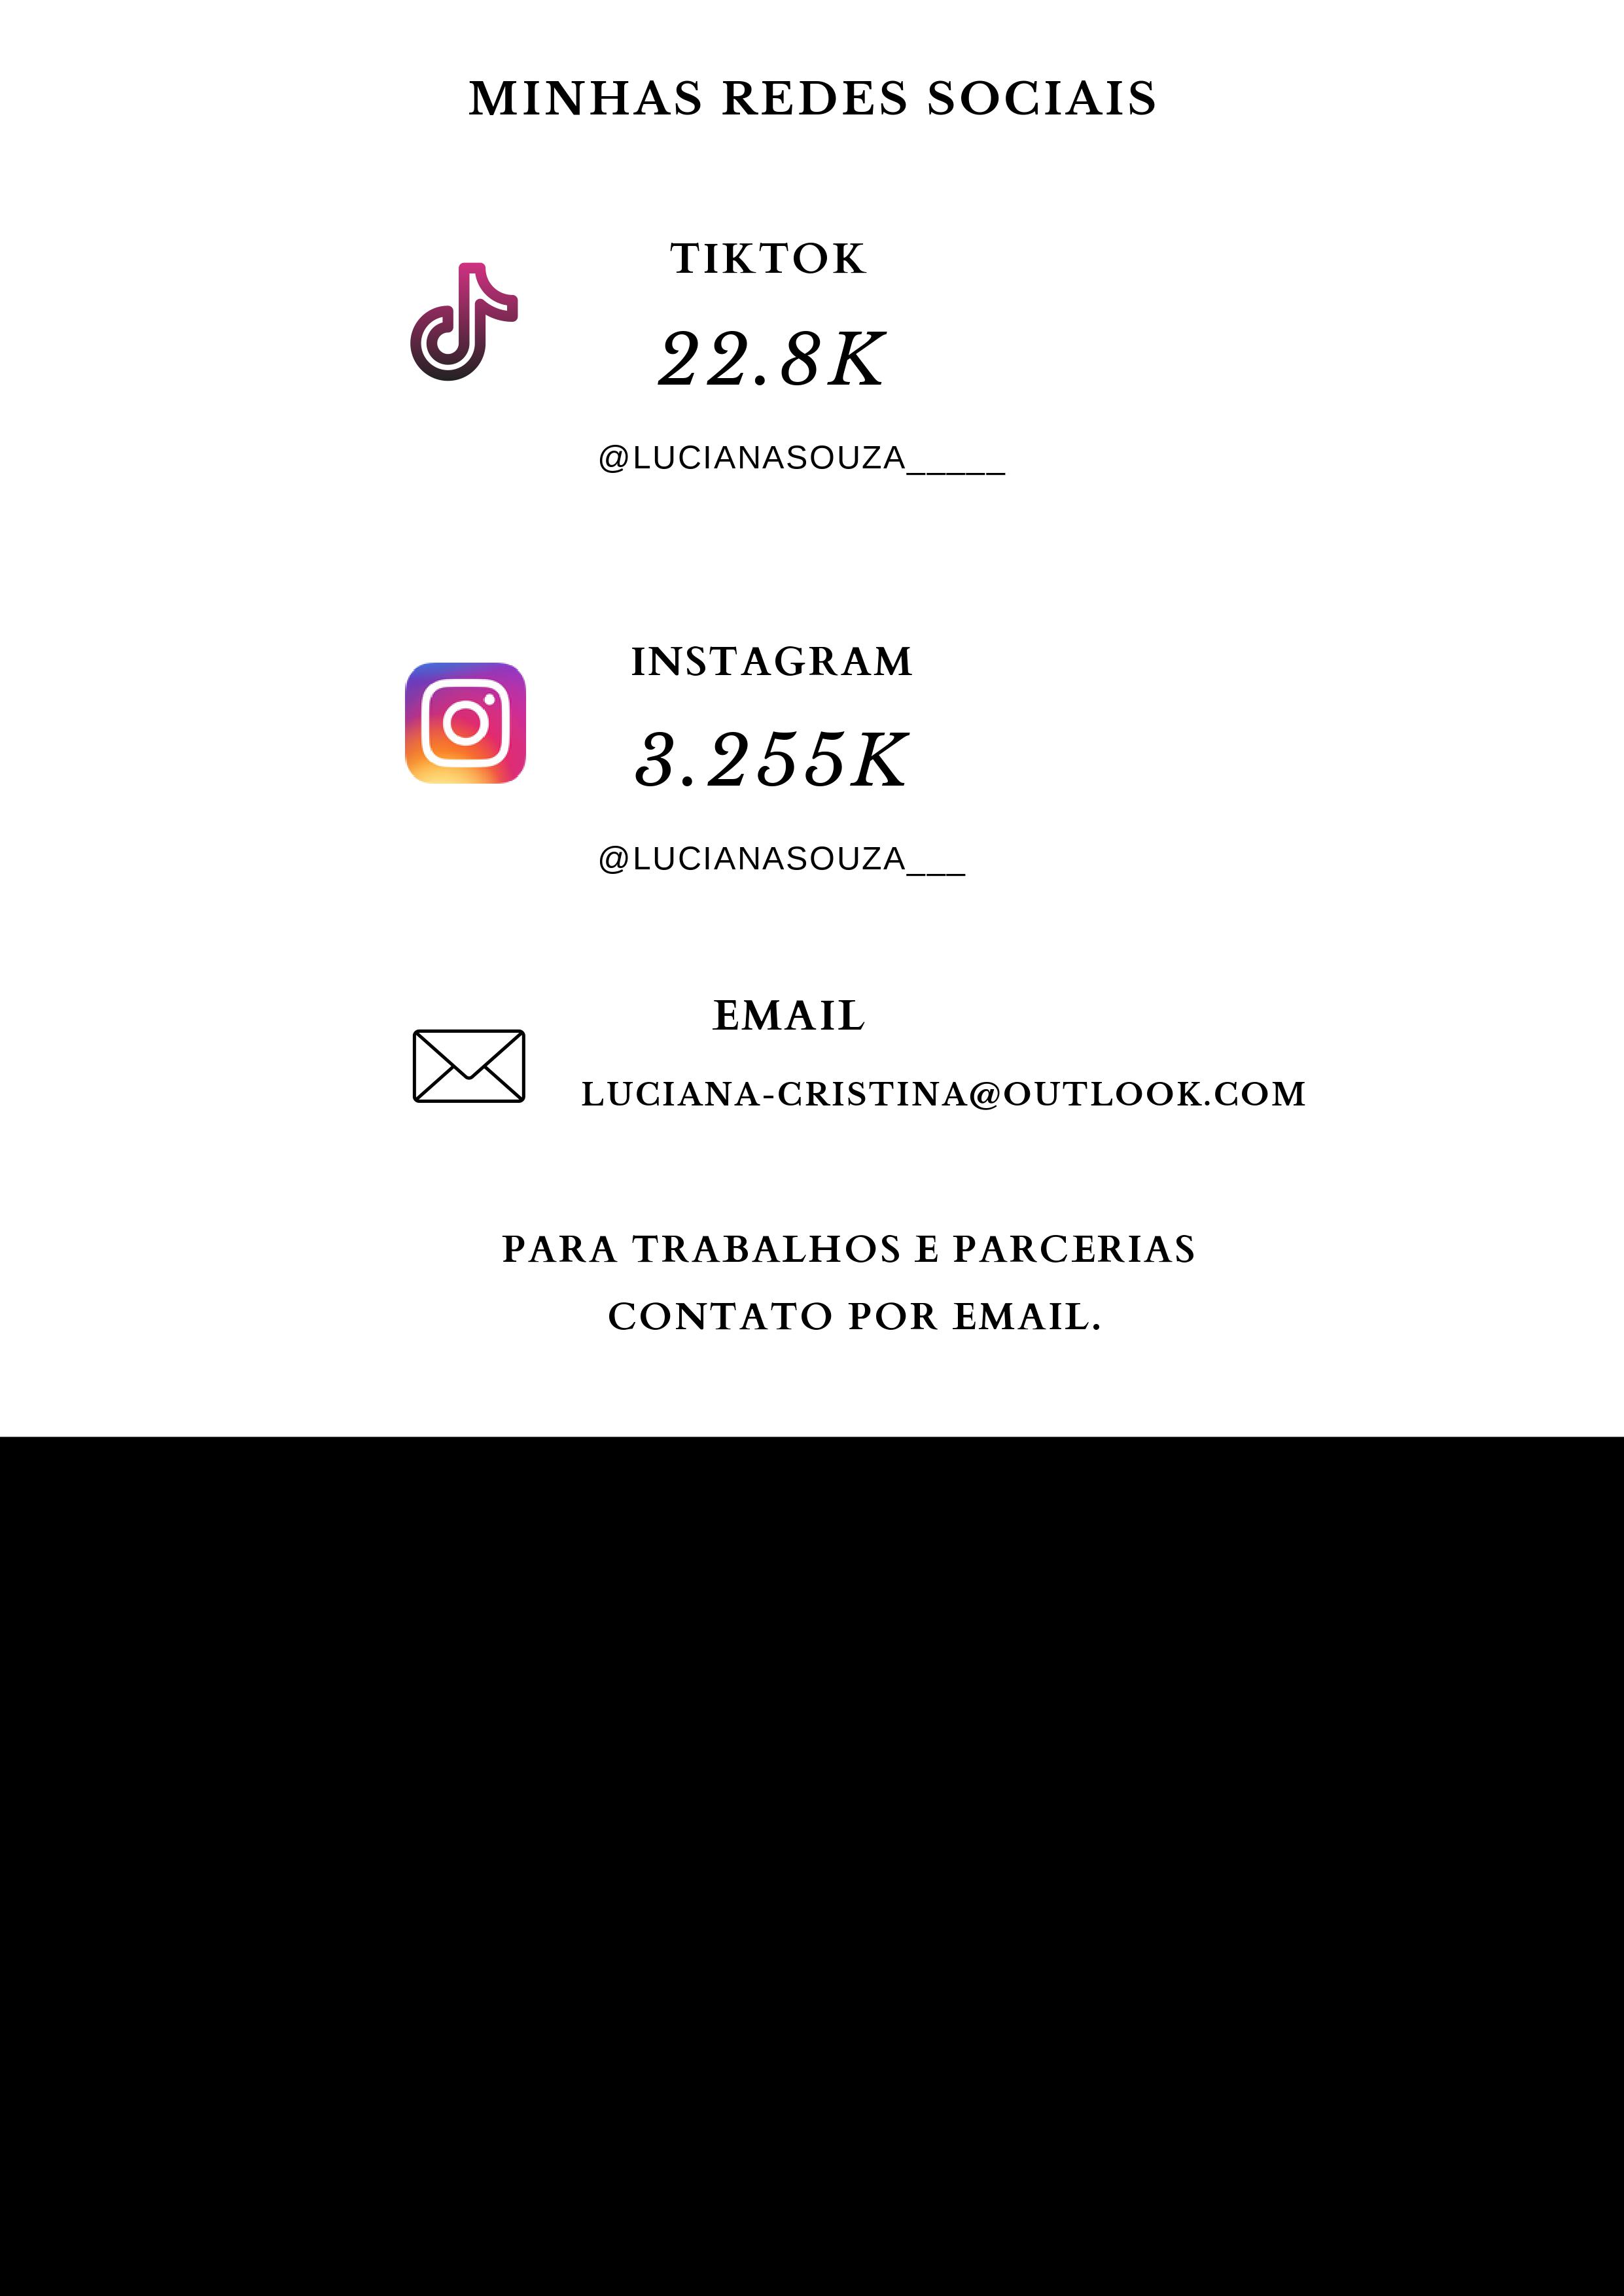 MINHAS REDES SOCIAIS
TIKTOK
22.8K
@LUCIANASOUZA_____
INSTAGRAM
3.255K
@LUCIANASOUZA___
EMAIL
LUCIANA-CRISTINA@OUTLOOK.COM
PARA TRABALHOS E PARCERIAS
CONTATO POR EMAIL.